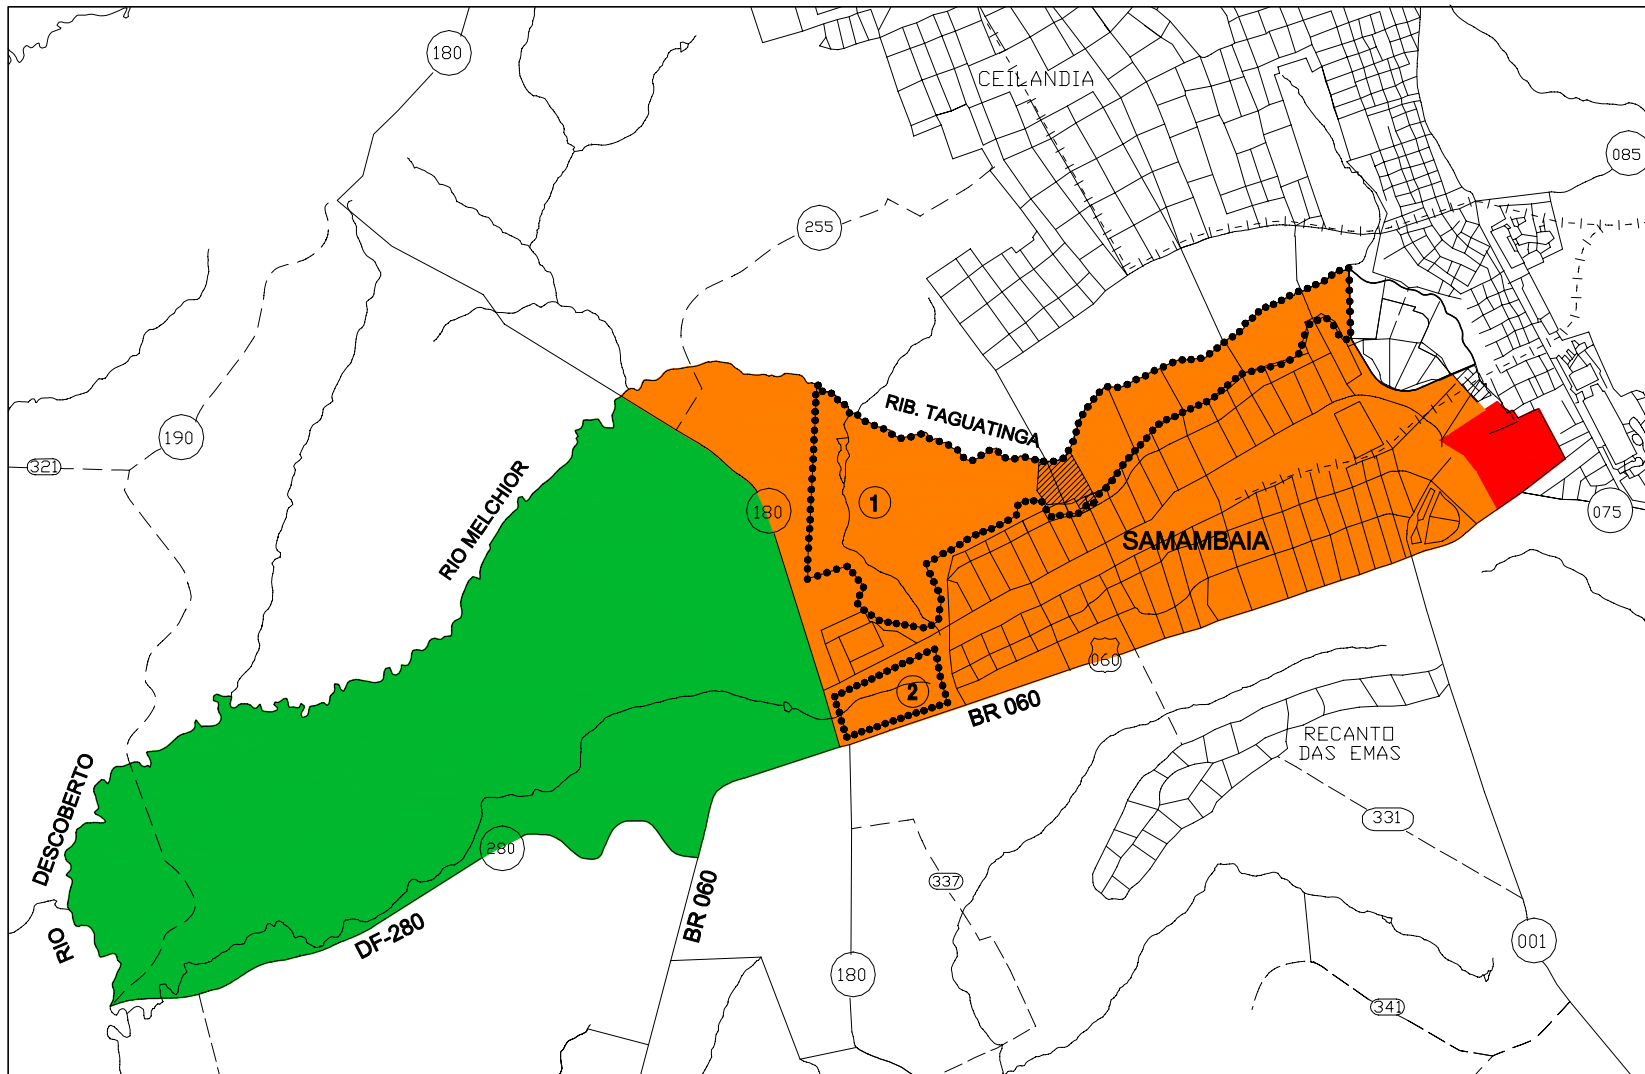 180
CEILANDIA
085
255
RIB. TAGUATINGA
190
321
RIO MELCHIOR
180
1
075
SAMAMBAIA
060
2
BR 060
RECANTO
DAS EMAS
RIO DESCOBERTO
280
331
337
BR 060
DF-280
001
180
341